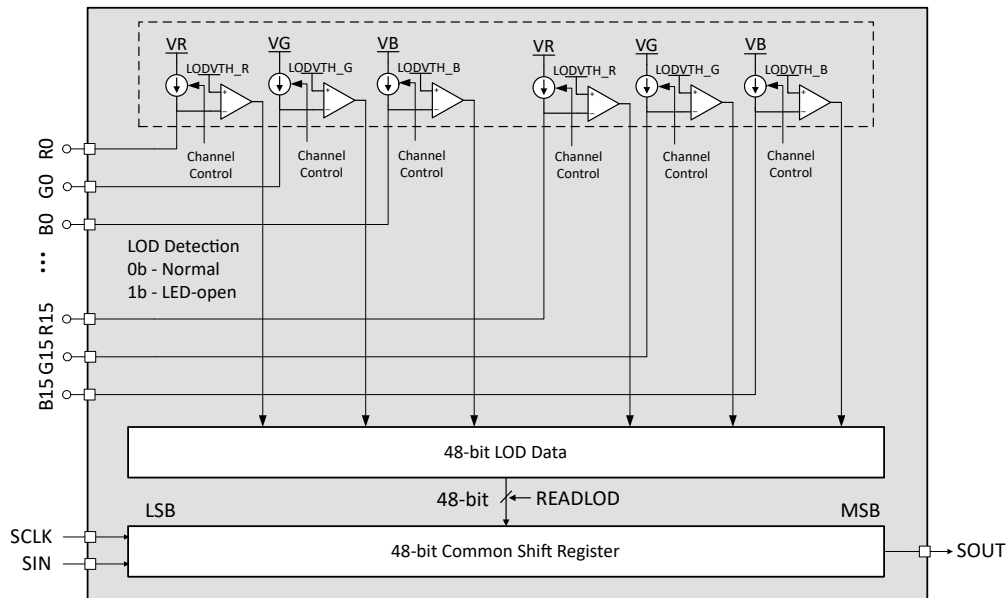 VR VG VB VR VG VB
LODVTH_R LODVTH_G LODVTH_B LODVTH_R LODVTH_G LODVTH_B
+ + + + + +
− − − − − −
Channel Control
Channel Control
Channel Control
Channel Control
Channel Control
Channel Control
R0
G0
B0
...
R15
G15
B15
LOD Detection
0b - Normal
1b - LED-open
48-bit LOD Data
48-bit READLOD
LSB MSB
SCLK
SIN
48-bit Common Shift Register
SOUT